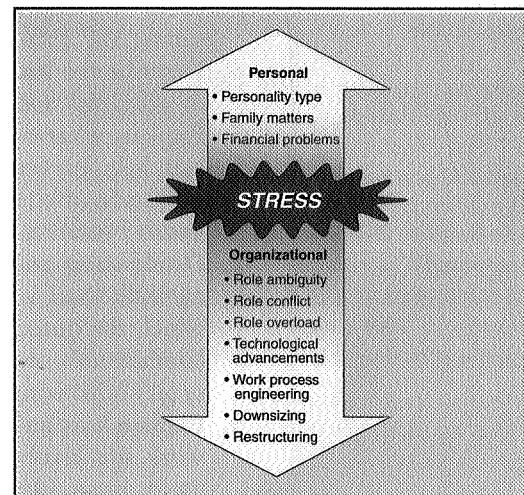 Personal
• Personality type
• Family matters
• Financial problems
STRESS
Organizational
• Role ambiguity
• Role conflict
• Role overload
• Technological
advancements
• Work process
engineering
• Downsizing
• Restructuring